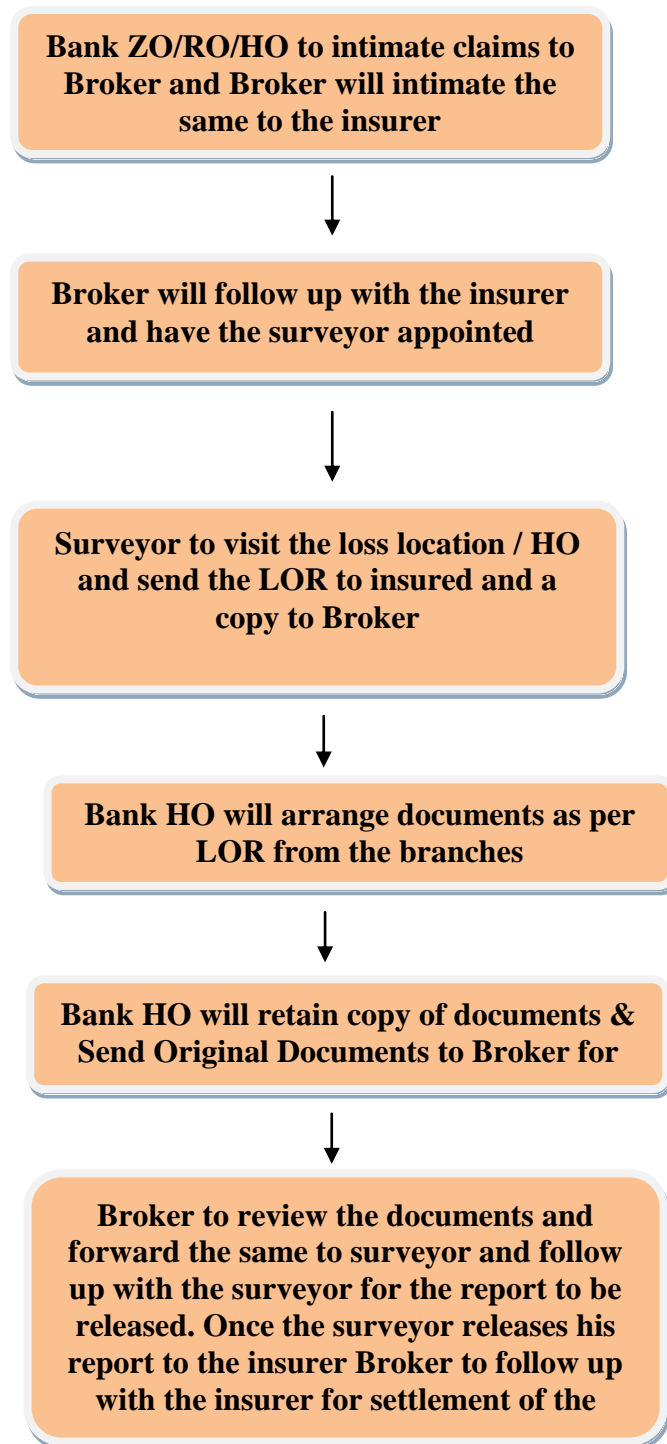 Bank ZO/RO/HO to intimate claims to
Broker and Broker will intimate the
same to the insurer
Broker will follow up with the insurer
and have the surveyor appointed
Surveyor to visit the loss location / HO
and send the LOR to insured and a
copy to Broker
Bank HO will arrange documents as per
LOR from the branches
Bank HO will retain copy of documents &
Send Original Documents to Broker for
Broker to review the documents and
forward the same to surveyor and follow
up with the surveyor for the report to be
released. Once the surveyor releases his
report to the insurer Broker to follow up
with the insurer for settlement of the